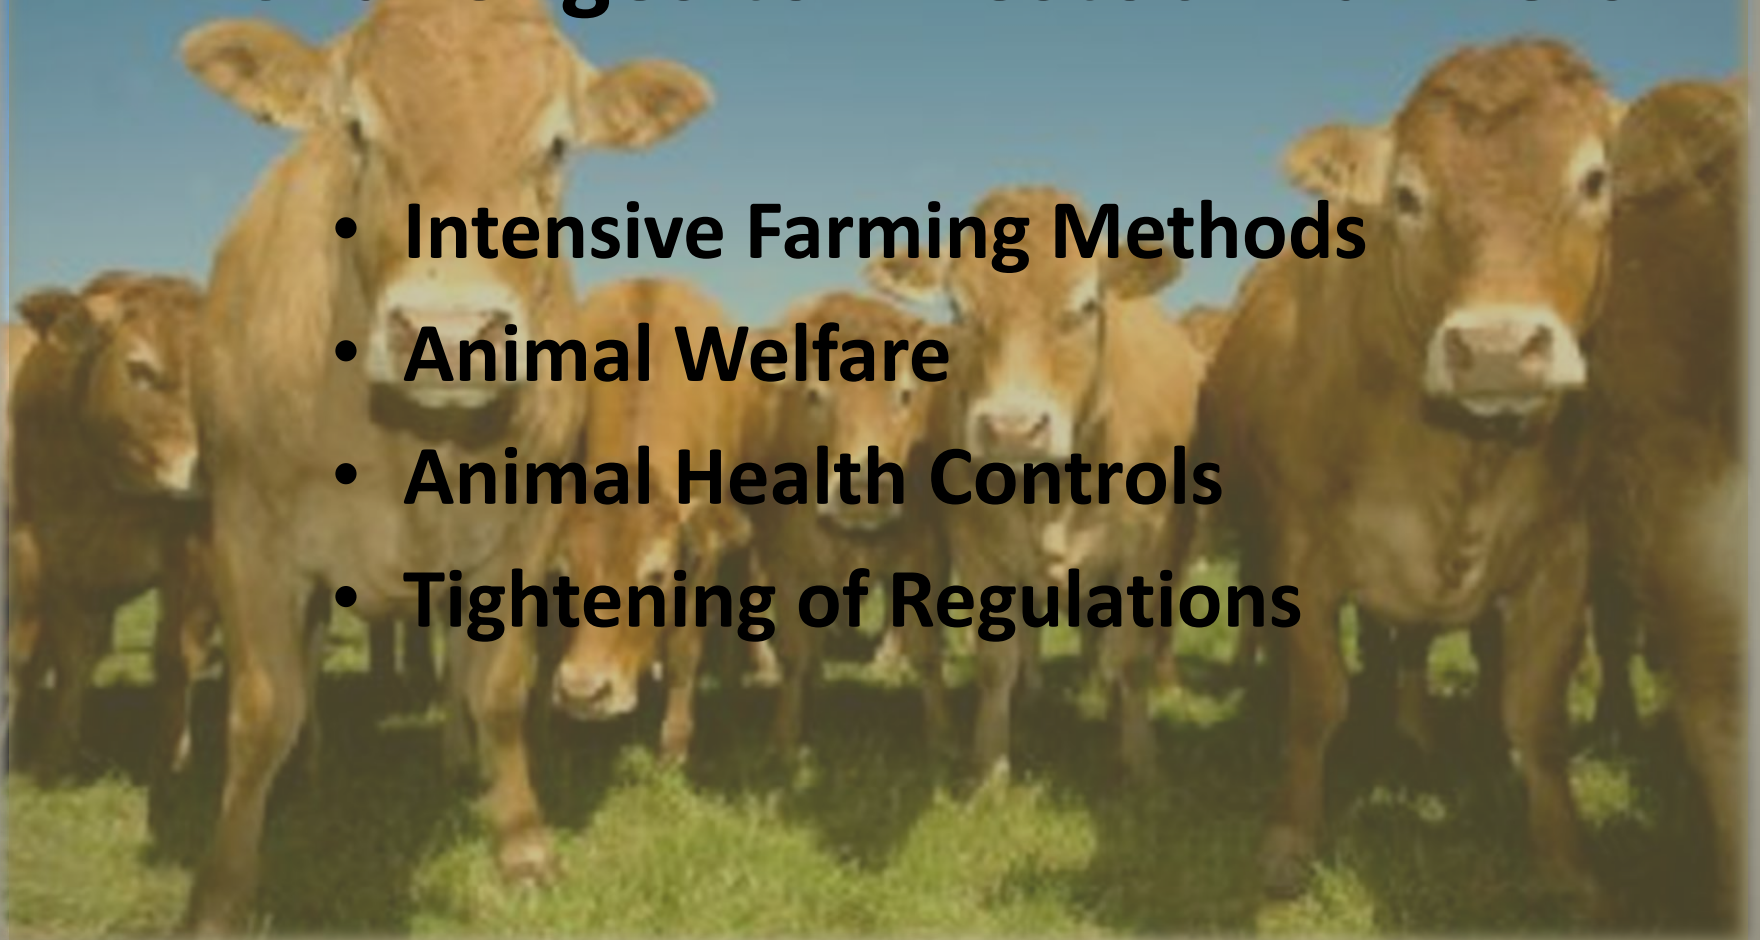 • Intensive Farming Methods
• Animal Welfare
• Animal Health Controls
• Tightening of Regulations